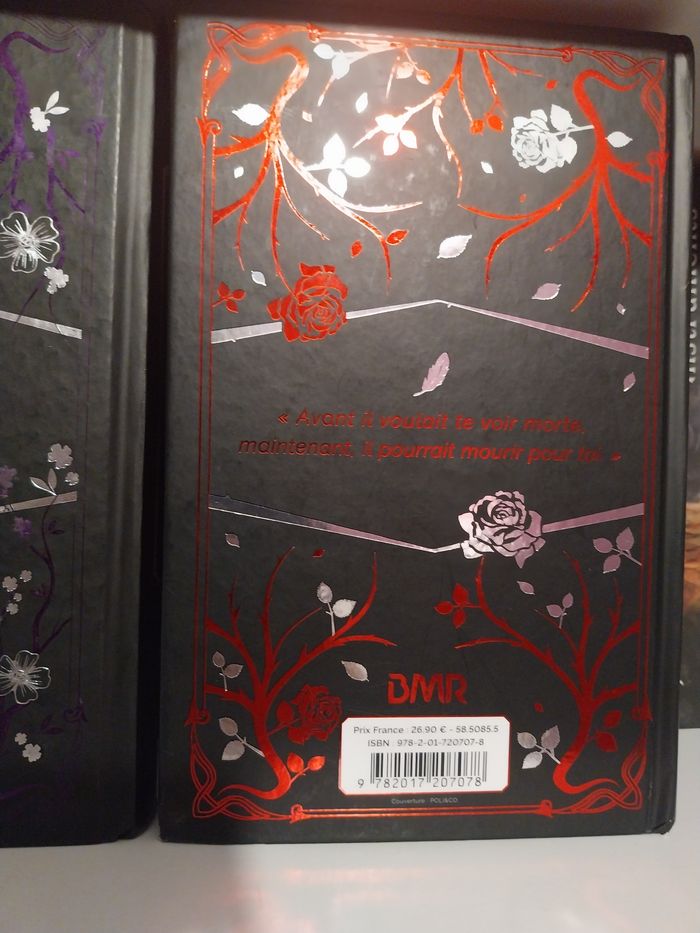 « Avant il voulait te voir morte,
maintenant, il pourrait mourir pour toi. »
BMR
Prix France : 26.90 € - 58.5085.5
ISBN : 978-2-01-720707-8
9 782017 207078
Couverture : POLI&CO.